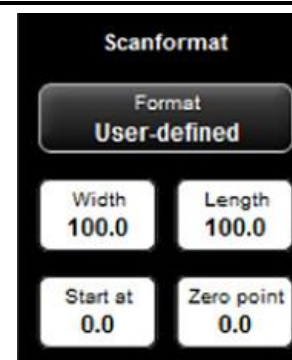 Scanformat
Format
User-defined
Width
100.0
Length
100.0
Start at
0.0
Zero point
0.0